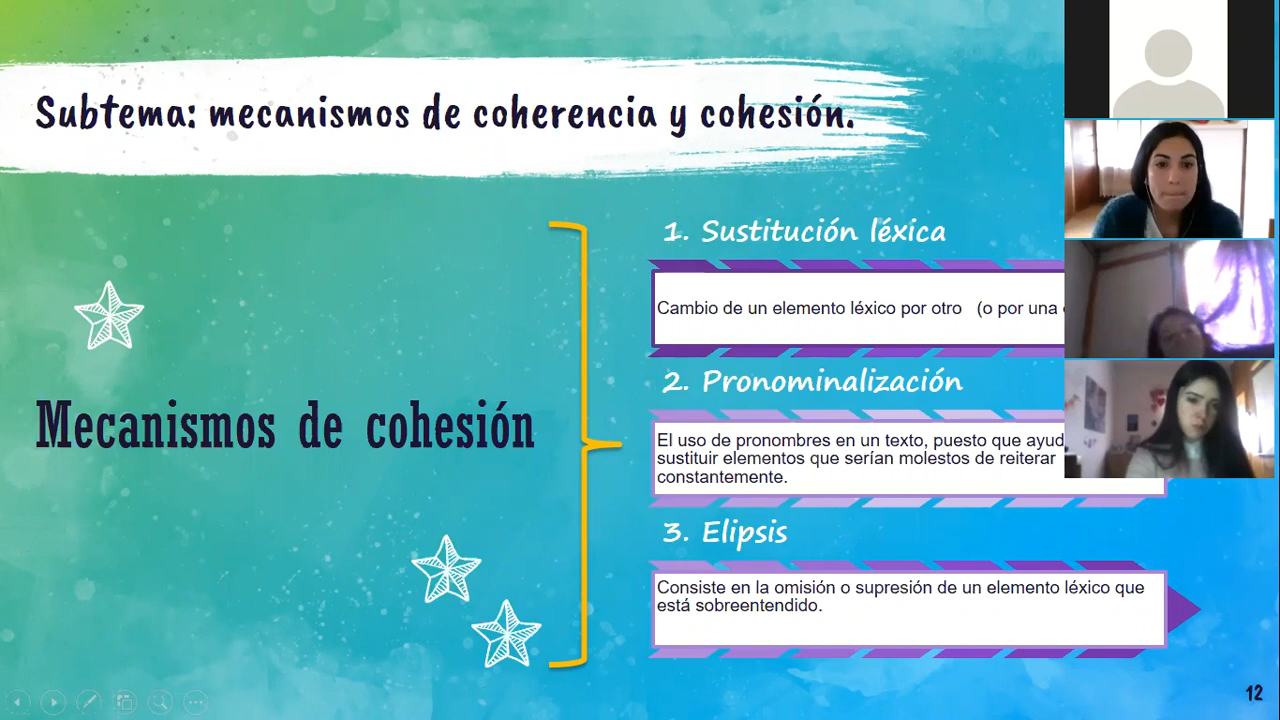 Subtema: mecanismos de coherencia y cohesión.
Mecanismos de cohesión
1. Sustitución léxica
Cambio de un elemento léxico por otro (o por una
2. Pronominalización
El uso de pronombres en un texto, puesto que ayud
sustituir elementos que serían molestos de reiterar
constantemente.
3. Elipsis
Consiste en la omisión o supresión de un elemento léxico que
está sobreentendido.
12